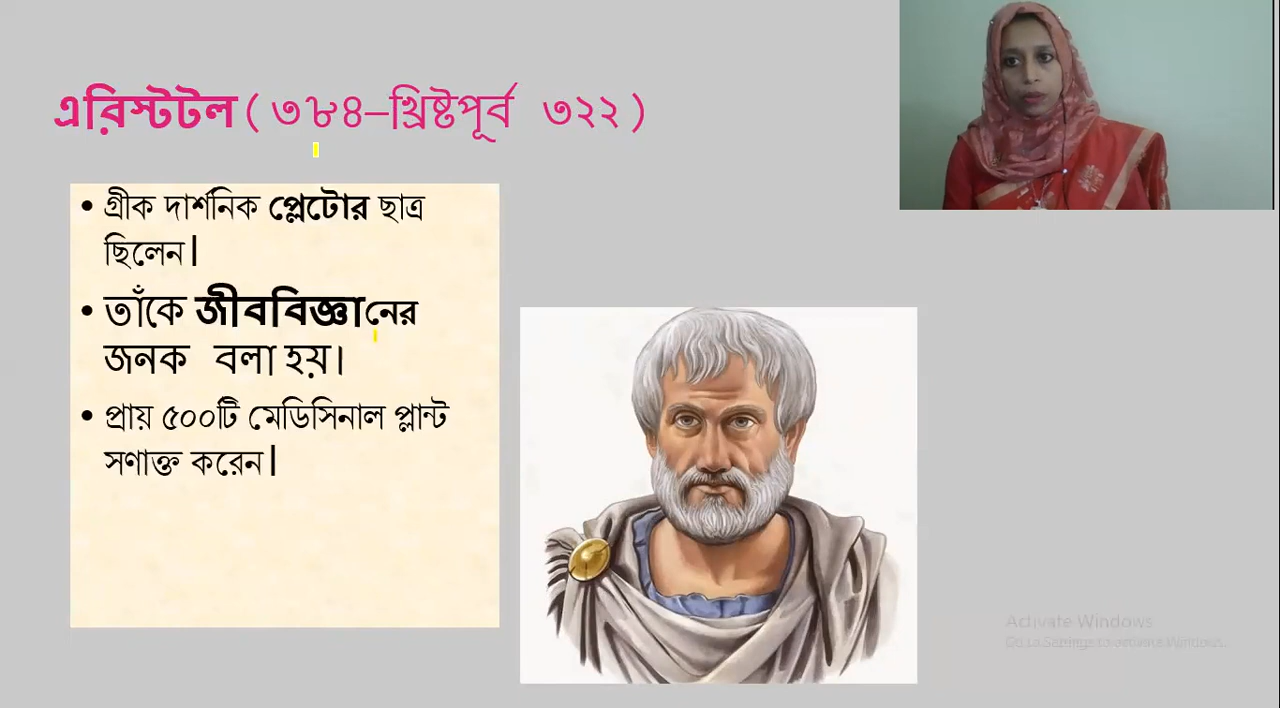 এরিস্টটল ( ৩৮৪–খ্রিষ্টপূর্ব ৩২২ )
• গ্রীক দার্শনিক প্লেটোর ছাত্র
ছিলেন|
• তাঁকে জীববিজ্ঞানের
জনক বলা হয়।
• প্রায় ৫০০টি মেডিসিনাল প্লান্ট
সণাক্ত করেন|
Activate Windows
Go to Settings to activate Windows.